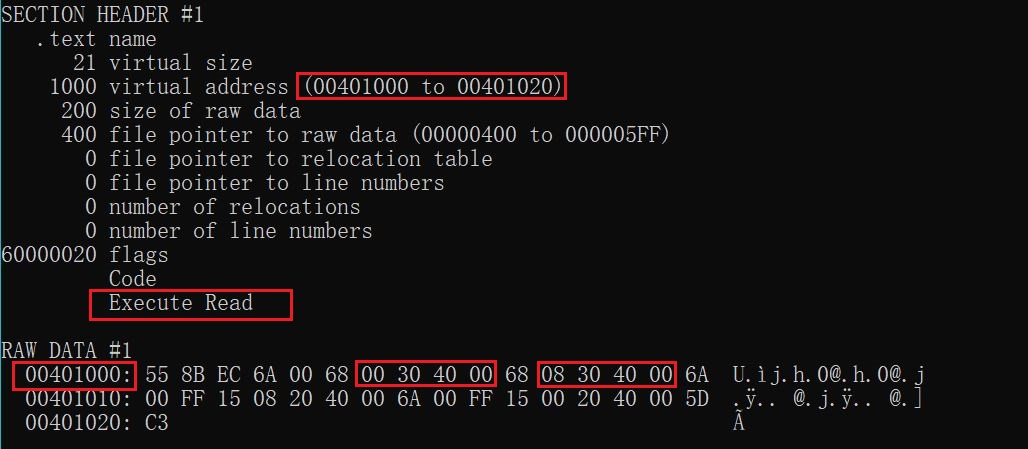 SECTION HEADER #1
   .text name
      21 virtual size
    1000 virtual address (00401000 to 00401020)
     200 size of raw data
     400 file pointer to raw data (00000400 to 000005FF)
       0 file pointer to relocation table
       0 file pointer to line numbers
       0 number of relocations
       0 number of line numbers
60000020 flags
         Code
         Execute Read
RAW DATA #1
  00401000: 55 8B EC 6A 00 68 00 30 40 00 68 08 30 40 00 6A  U.ìj.h.0@.h.0@.j
  00401010: 00 FF 15 08 20 40 00 6A 00 FF 15 00 20 40 00 5D  .ÿ.. @.j.ÿ.. @.]
  00401020: C3                                               Ã